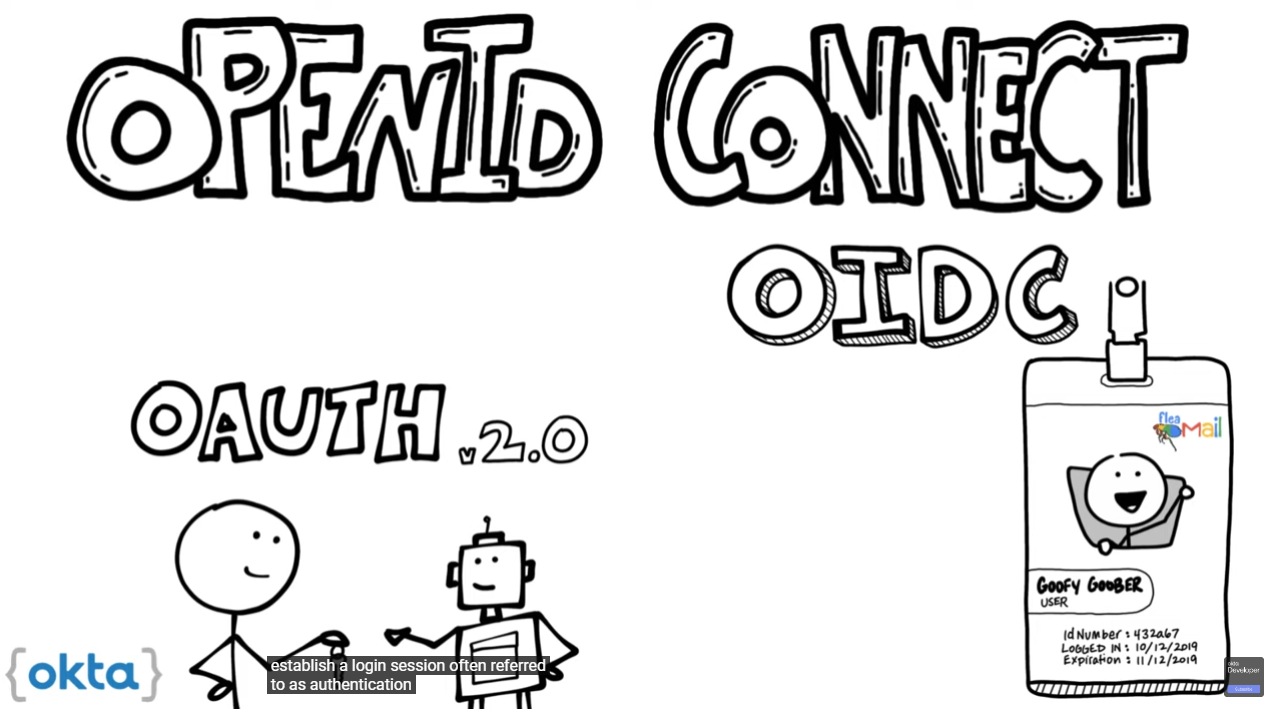 OPENID CONNECT
OIDC
OAUTH v2.0
flea
Mail
GOOFY GOOBER
USER
Id Number : 432a67
LOGGED IN : 10/12/2019
Expiration : 11/12/2019
{okta}
establish a login session often referred
to as authentication
okta
Developer